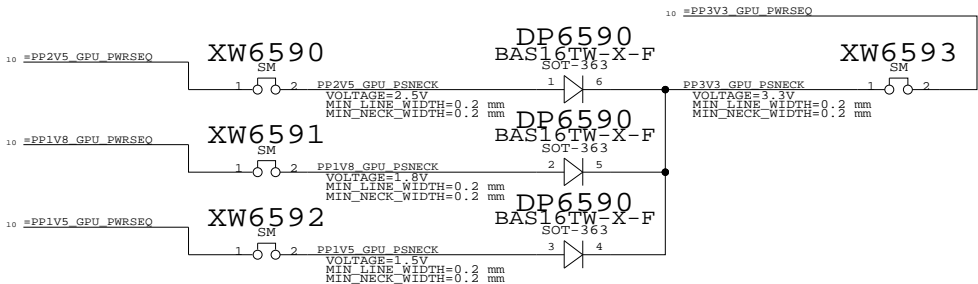 10 =PP3V3_GPU_PWRSEQ
10 =PP2V5_GPU_PWRSEQ
XW6590
SM
1 2
PP2V5_GPU_PSNECK
VOLTAGE=2.5V
MIN_LINE_WIDTH=0.2 mm
MIN_NECK_WIDTH=0.2 mm
DP6590
BAS16TW-X-F
SOT-363
1 6
PP3V3_GPU_PSNECK
VOLTAGE=3.3V
MIN_LINE_WIDTH=0.2 mm
MIN_NECK_WIDTH=0.2 mm
XW6593
SM
1 2
10 =PP1V8_GPU_PWRSEQ
XW6591
SM
1 2
PP1V8_GPU_PSNECK
VOLTAGE=1.8V
MIN_LINE_WIDTH=0.2 mm
MIN_NECK_WIDTH=0.2 mm
DP6590
BAS16TW-X-F
SOT-363
2 5
10 =PP1V5_GPU_PWRSEQ
XW6592
SM
1 2
PP1V5_GPU_PSNECK
VOLTAGE=1.5V
MIN_LINE_WIDTH=0.2 mm
MIN_NECK_WIDTH=0.2 mm
DP6590
BAS16TW-X-F
SOT-363
3 4